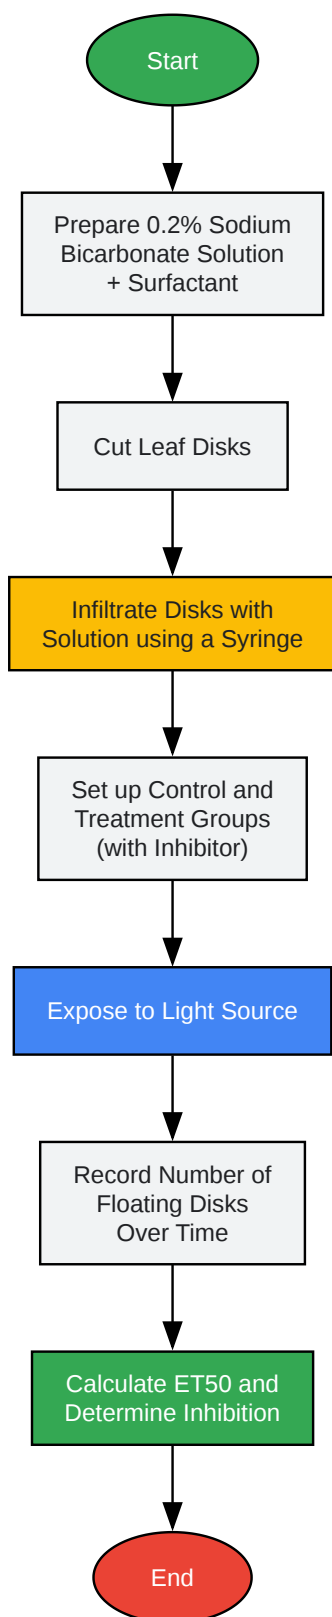 Start
Prepare 0.2% Sodium
Bicarbonate Solution
+ Surfactant
Cut Leaf Disks
Infiltrate Disks with
Solution using a Syringe
Set up Control and
Treatment Groups
(with Inhibitor)
Expose to Light Source
Record Number of
Floating Disks
Over Time
Calculate ET50 and
Determine Inhibition
End